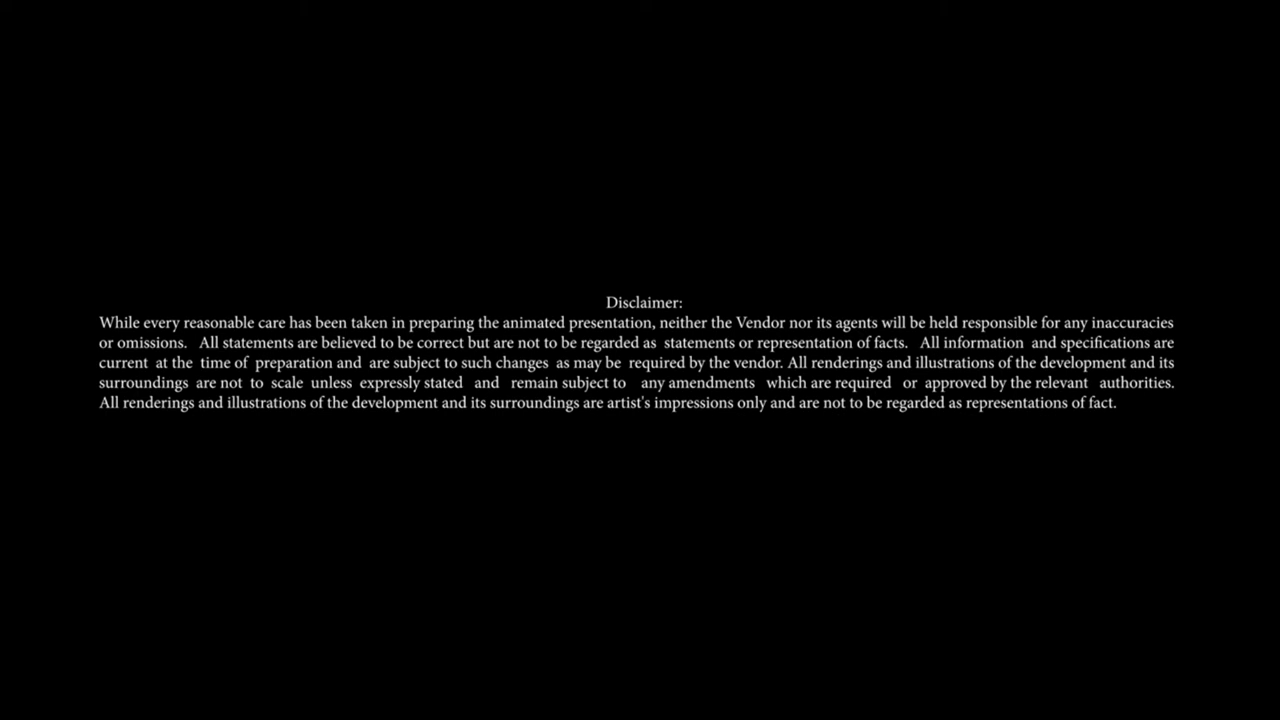 Disclaimer:
While every reasonable care has been taken in preparing the animated presentation, neither the Vendor nor its agents will be held responsible for any inaccuracies
or omissions. All statements are believed to be correct but are not to be regarded as statements or representation of facts. All information and specifications are
current at the time of preparation and are subject to such changes as may be required by the vendor. All renderings and illustrations of the development and its
surroundings are not to scale unless expressly stated and remain subject to any amendments which are required or approved by the relevant authorities.
All renderings and illustrations of the development and its surroundings are artist's impressions only and are not to be regarded as representations of fact.